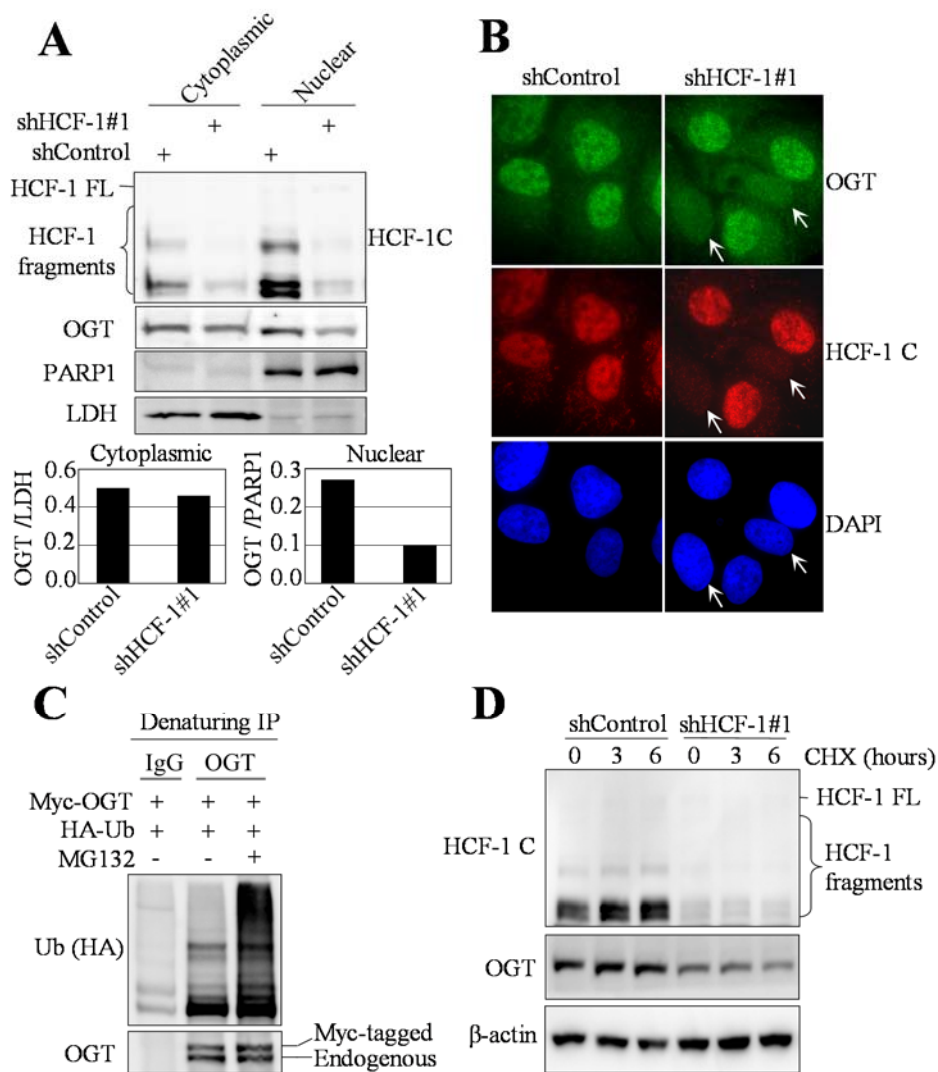 A
Cytoplasmic
Nuclear
shHCF-1#1 + +
shControl + +
HCF-1 FL
HCF-1
fragments
HCF-1C
OGT
PARP1
LDH
Cytoplasmic
OGT /LDH
0.6
0.4
0.2
0.0
shControl
shHCF-1#1
Nuclear
OGT /PARP1
0.3
0.2
0.1
0.0
shControl
shHCF-1#1
B
shControl shHCF-1#1
OGT
HCF-1 C
DAPI
C
Denaturing IP
IgG OGT
Myc-OGT + + +
HA-Ub + + +
MG132 - - +
Ub (HA)
OGT
Myc-tagged
Endogenous
D
shControl shHCF-1#1
0 3 6 0 3 6 CHX (hours)
HCF-1 FL
HCF-1 C
HCF-1
fragments
OGT
β-actin